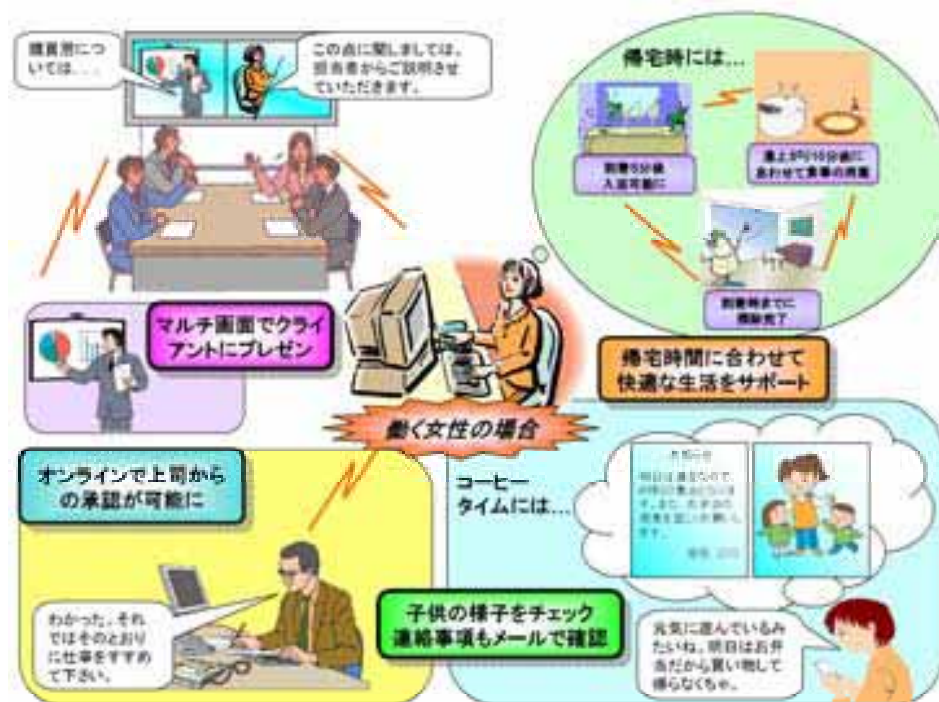 職員層につ
いては...
この点に関しましては、
担当者からご説明させ
ていただきます。
帰宅時には...
到着5分後
入浴可能に
湯上がり10分後に
あわせて食事の用意
到着時までに
掃除完了
マルチ画面でクライ
アントにプレゼン
帰宅時間に合わせて
快適な生活をサポート
働く女性の場合
オンラインで上司から
の承認が可能に
コーヒー
タイムには...
お知らせ
わかった。それ
ではそのとおり
に仕事をすすめ
て下さい。
子供の様子をチェック
連絡事項もメールで確認
元気に遊んでいるみ
たいね。明日はお弁
当だから買い物して
帰らなくちゃ。